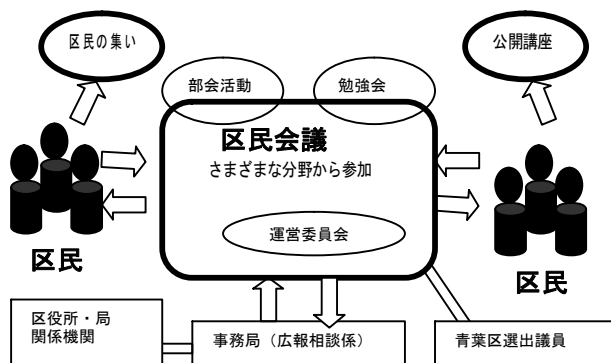 区民の集い
公開講座
部会活動
勉強会
区民会議
さまざまな分野から参加
運営委員会
区民
区民
区役所・局
関係機関
事務局（広報相談係）
青葉区選出議員